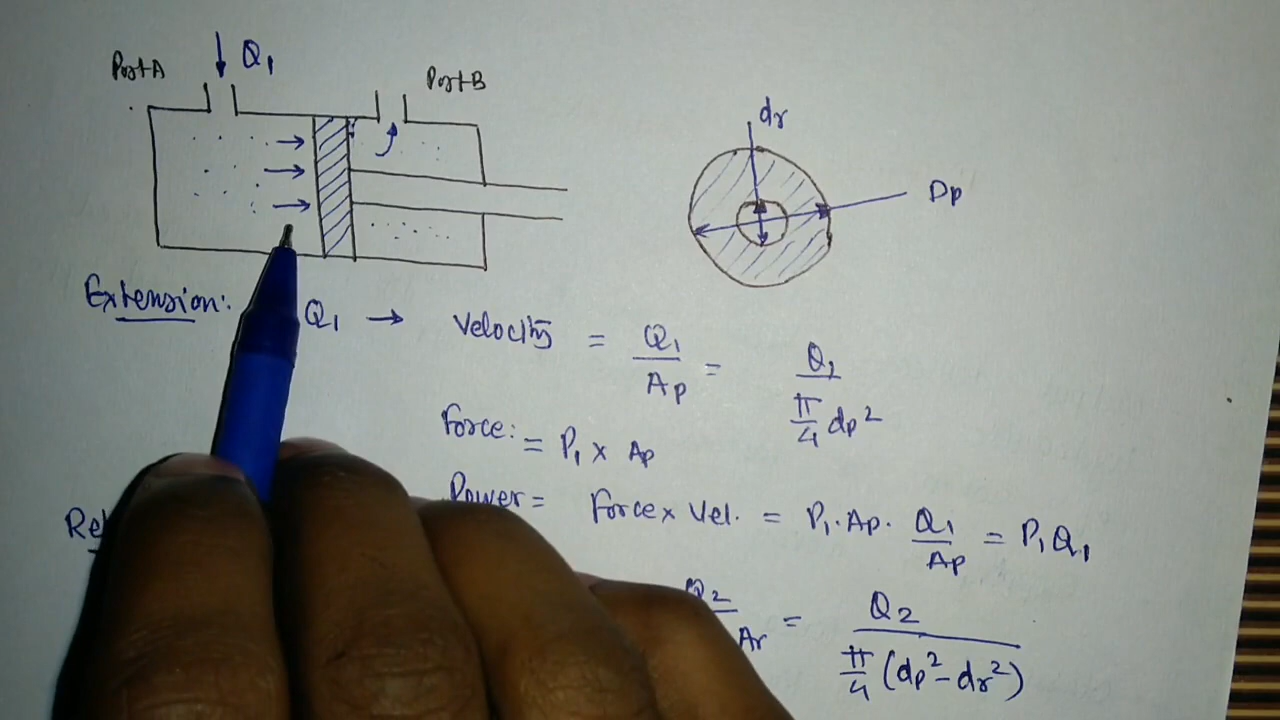 Port A
Q1
Port B
dr
Dp
Extension:
Q1 → Velocity = Q1/Ap = Q1/(π/4 dp²)
Force: = P1 × Ap
Power = Force × Vel. = P1 · Ap · Q1/Ap = P1Q1
Q2/Ar = Q2/(π/4 (dp² - dr²))